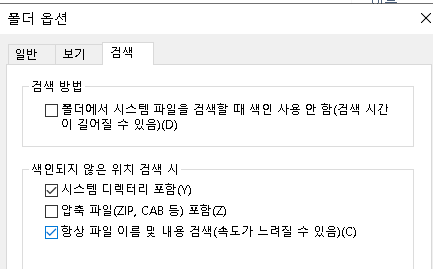 폴더 옵션
일반
보기
검색
검색 방법
폴더에서 시스템 파일을 검색할 때 색인 사용 안 함(검색 시간
이 길어질 수 있음)(D)
색인되지 않은 위치 검색 시
시스템 디렉터리 포함(Y)
압축 파일(ZIP, CAB 등) 포함(Z)
항상 파일 이름 및 내용 검색(속도가 느려질 수 있음)(C)